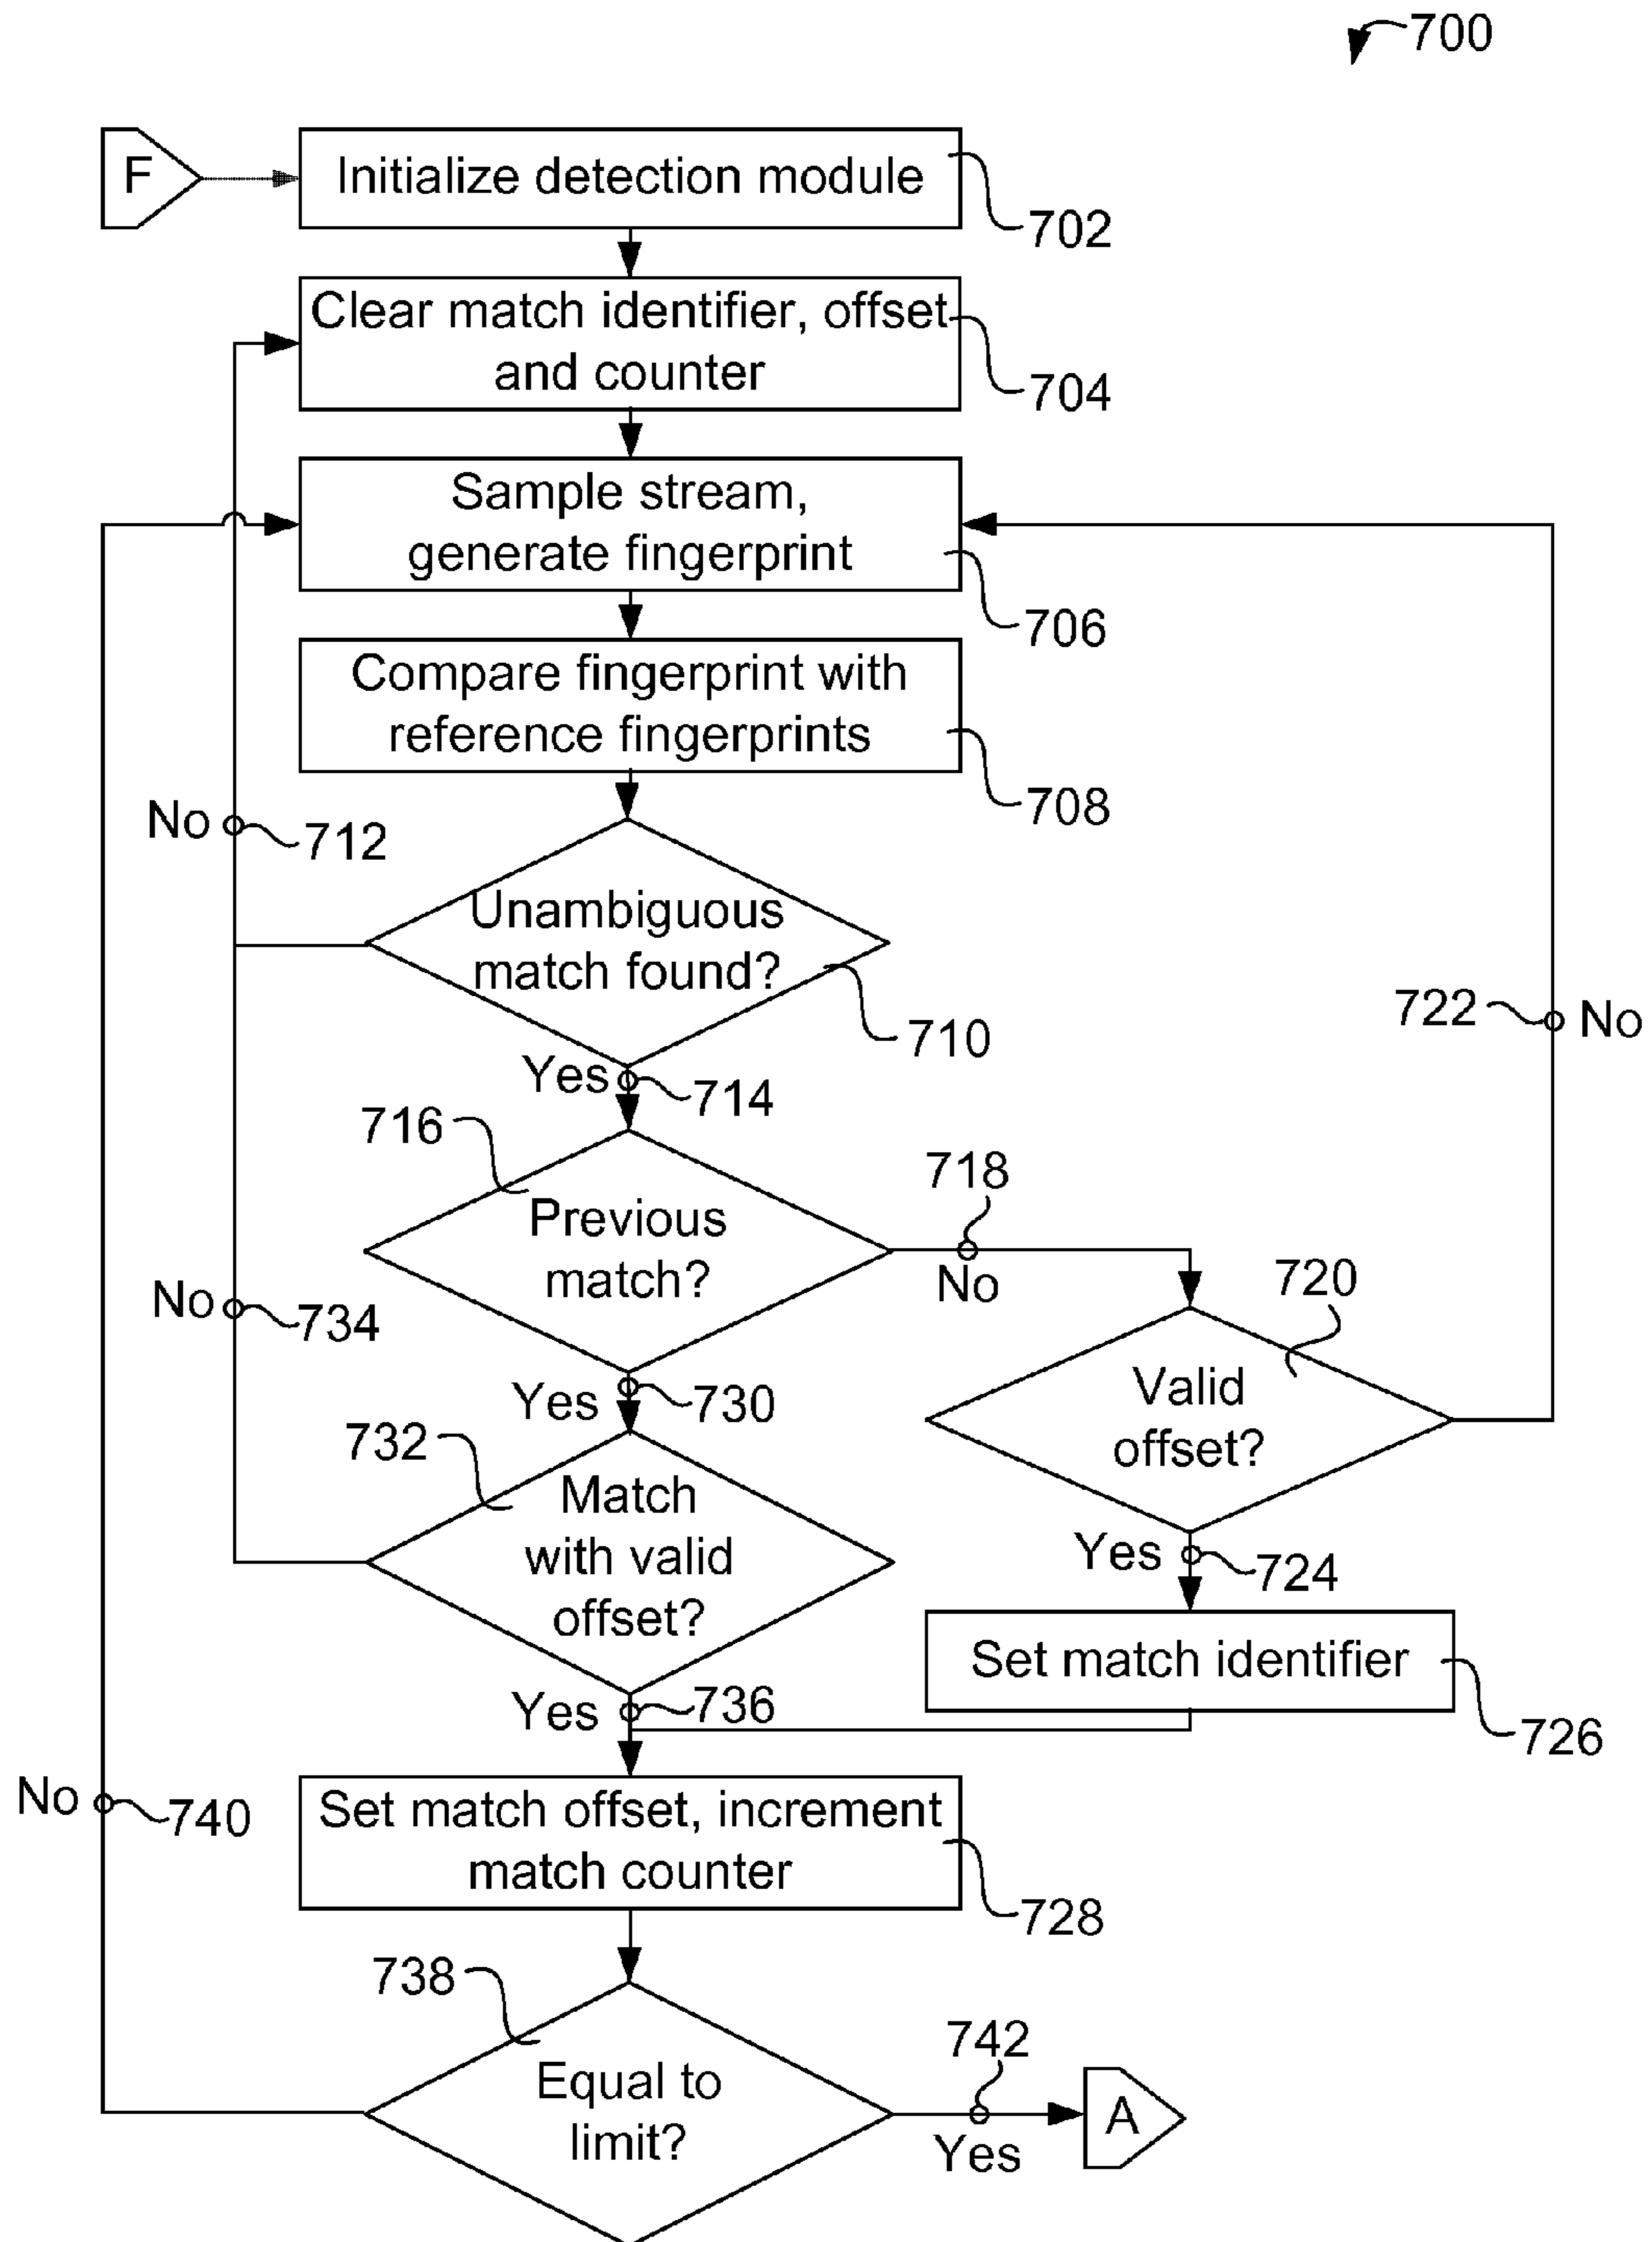 700
F
Initialize detection module
702
Clear match identifier, offset
and counter
704
Sample stream,
generate fingerprint
706
Compare fingerprint with
reference fingerprints
708
No
712
Unambiguous
match found?
710
722
No
Yes
714
716
Previous
match?
718
No
720
No
734
Valid
offset?
Yes
730
732
Match
with valid
offset?
Yes
724
Set match identifier
726
Yes
736
No
740
Set match offset, increment
match counter
728
738
Equal to
limit?
742
Yes
A